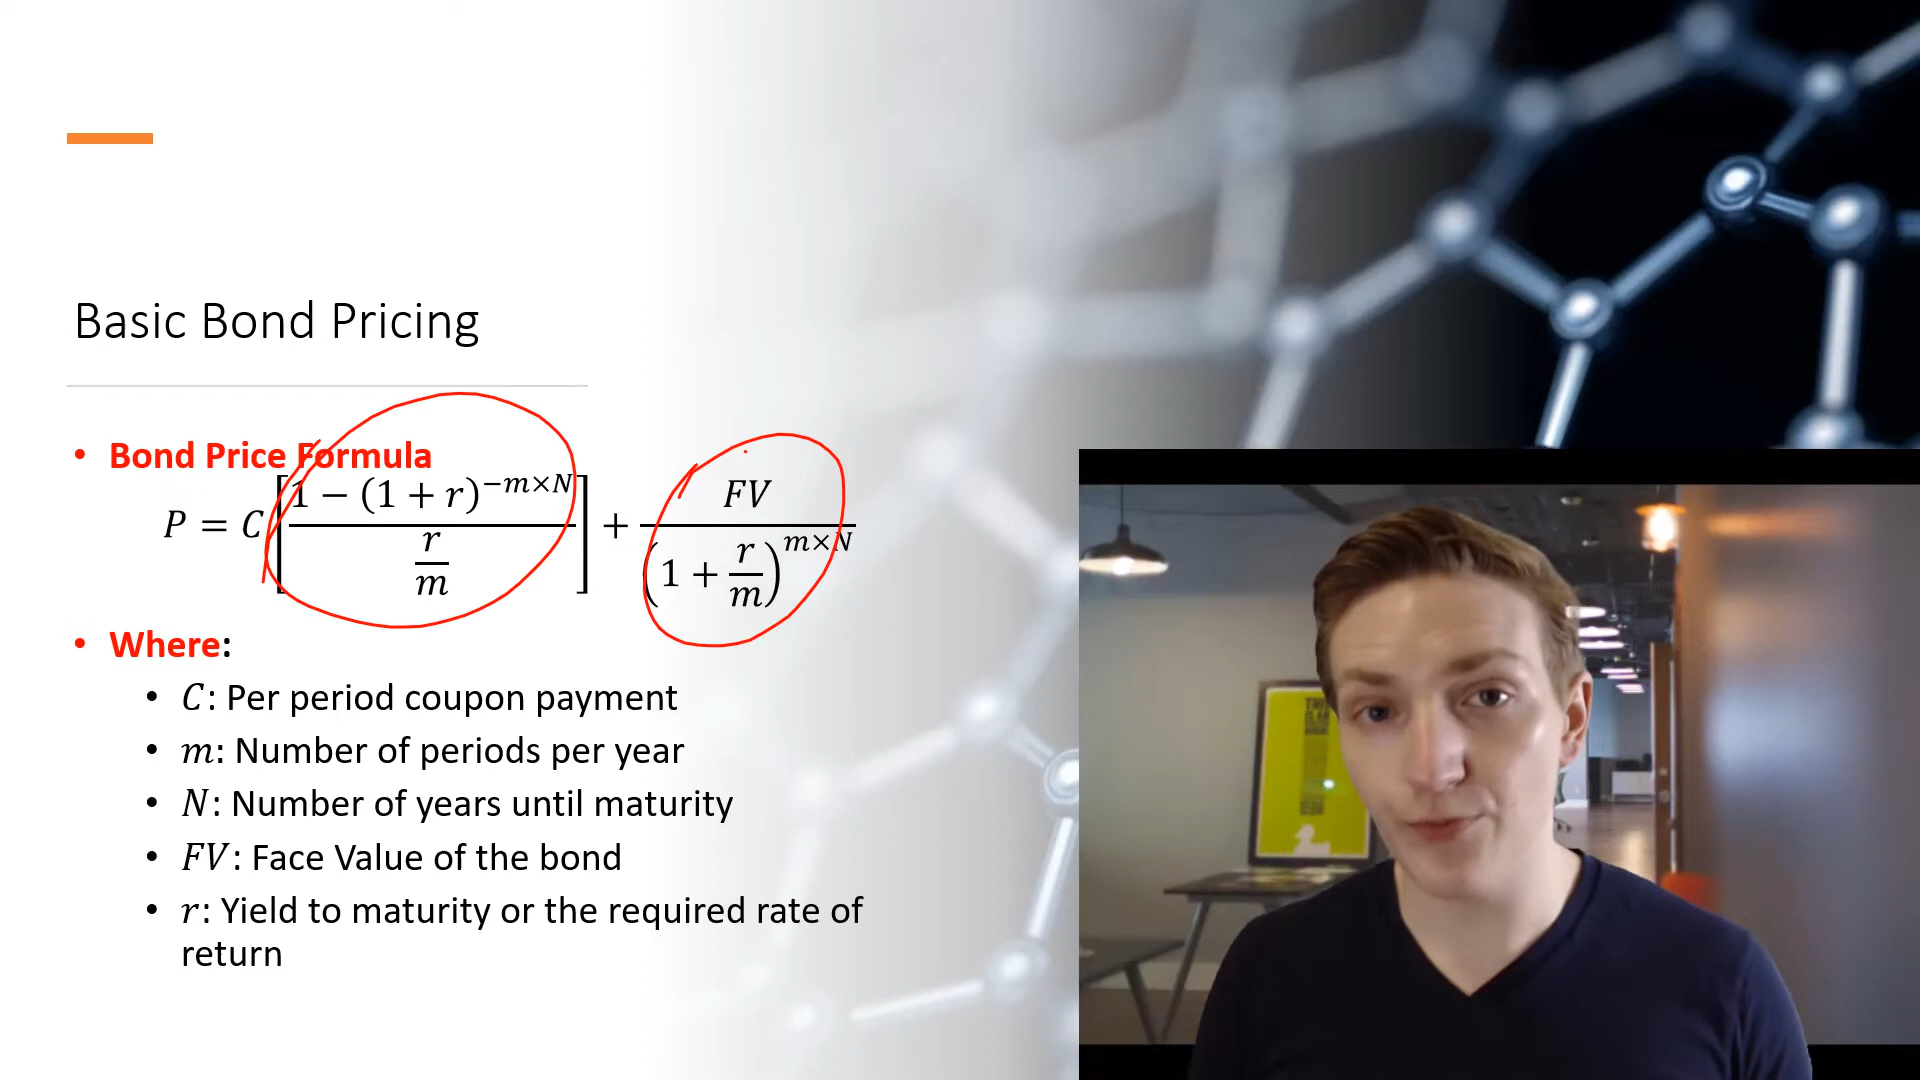 Basic Bond Pricing
• Bond Price Formula
P = C[(1 − (1 + r)^(−m×N)) / (r/m)] + FV / (1 + r/m)^(m×N)
• Where:
• C: Per period coupon payment
• m: Number of periods per year
• N: Number of years until maturity
• FV: Face Value of the bond
• r: Yield to maturity or the required rate of
return